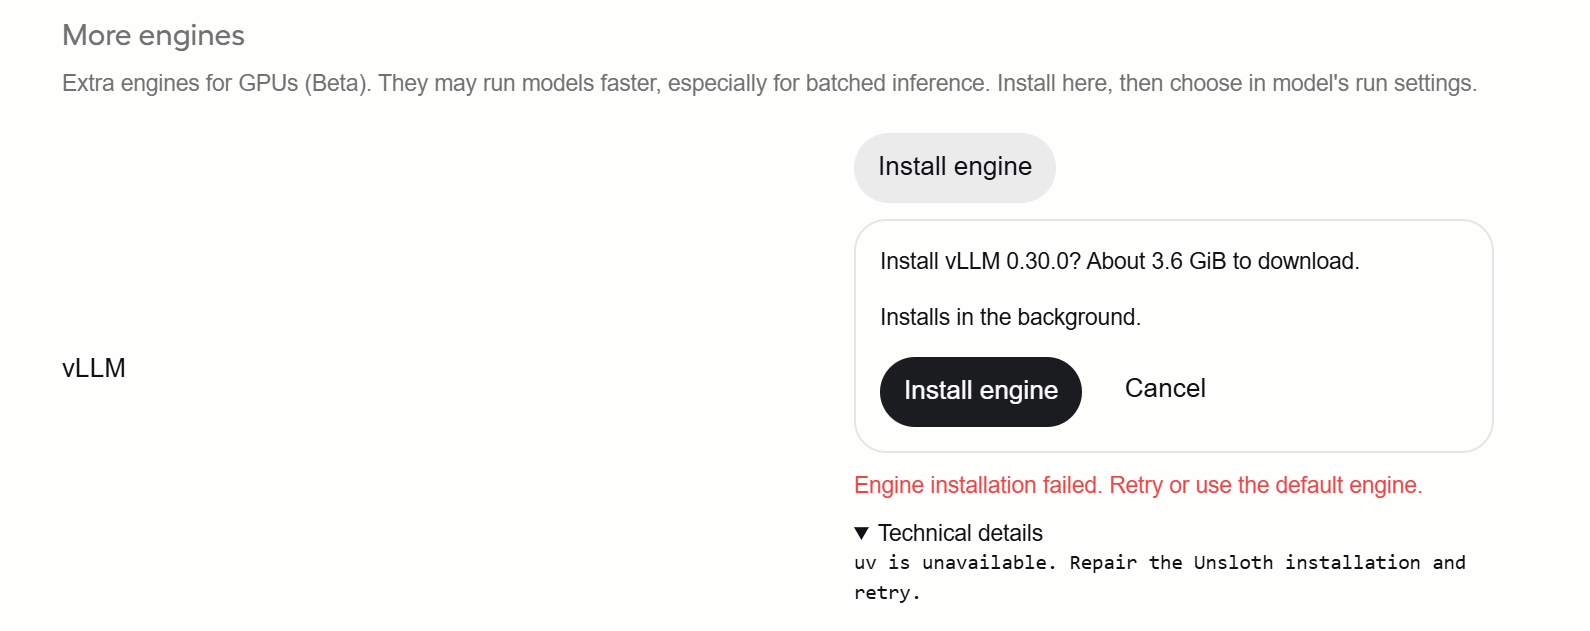 More engines
Extra engines for GPUs (Beta). They may run models faster, especially for batched inference. Install here, then choose in model's run settings.
Install engine
Install vLLM 0.30.0? About 3.6 GiB to download.
Installs in the background.
vLLM
Install engine
Cancel
Engine installation failed. Retry or use the default engine.
▼ Technical details
uv is unavailable. Repair the Unsloth installation and
retry.